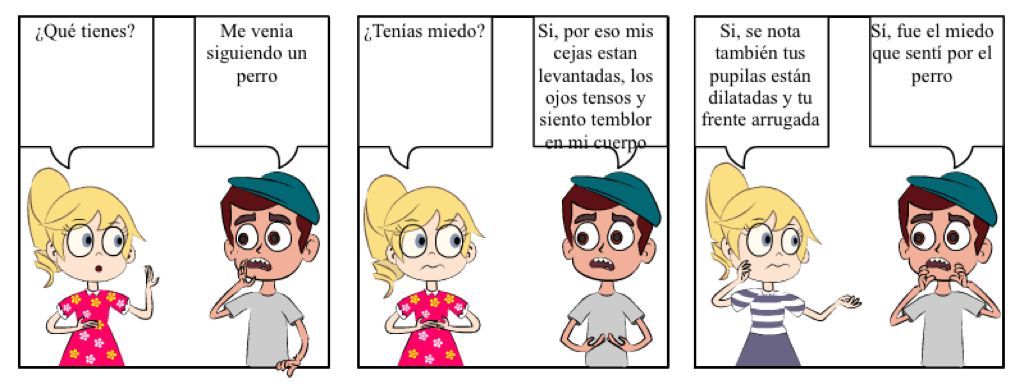 ¿Qué tienes?
Me venia
siguiendo un
perro
¿Tenías miedo?
Si, por eso mis
cejas estan
levantadas, los
ojos tensos y
siento temblor
en mi cuerpo
Si, se nota
también tus
pupilas están
dilatadas y tu
frente arrugada
Sí, fue el miedo
que sentí por el
perro